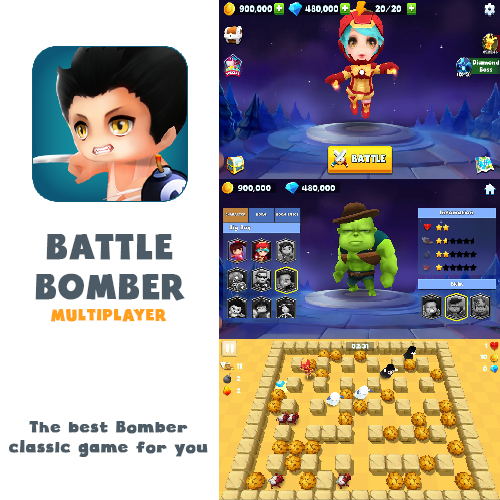 BATTLE
BOMBER
MULTIPLAYER
The best Bomber
classic game for you
900,000
480,000
20/20
Diamond
Boss
BATTLE
900,000
480,000
Information
Skin
02:31